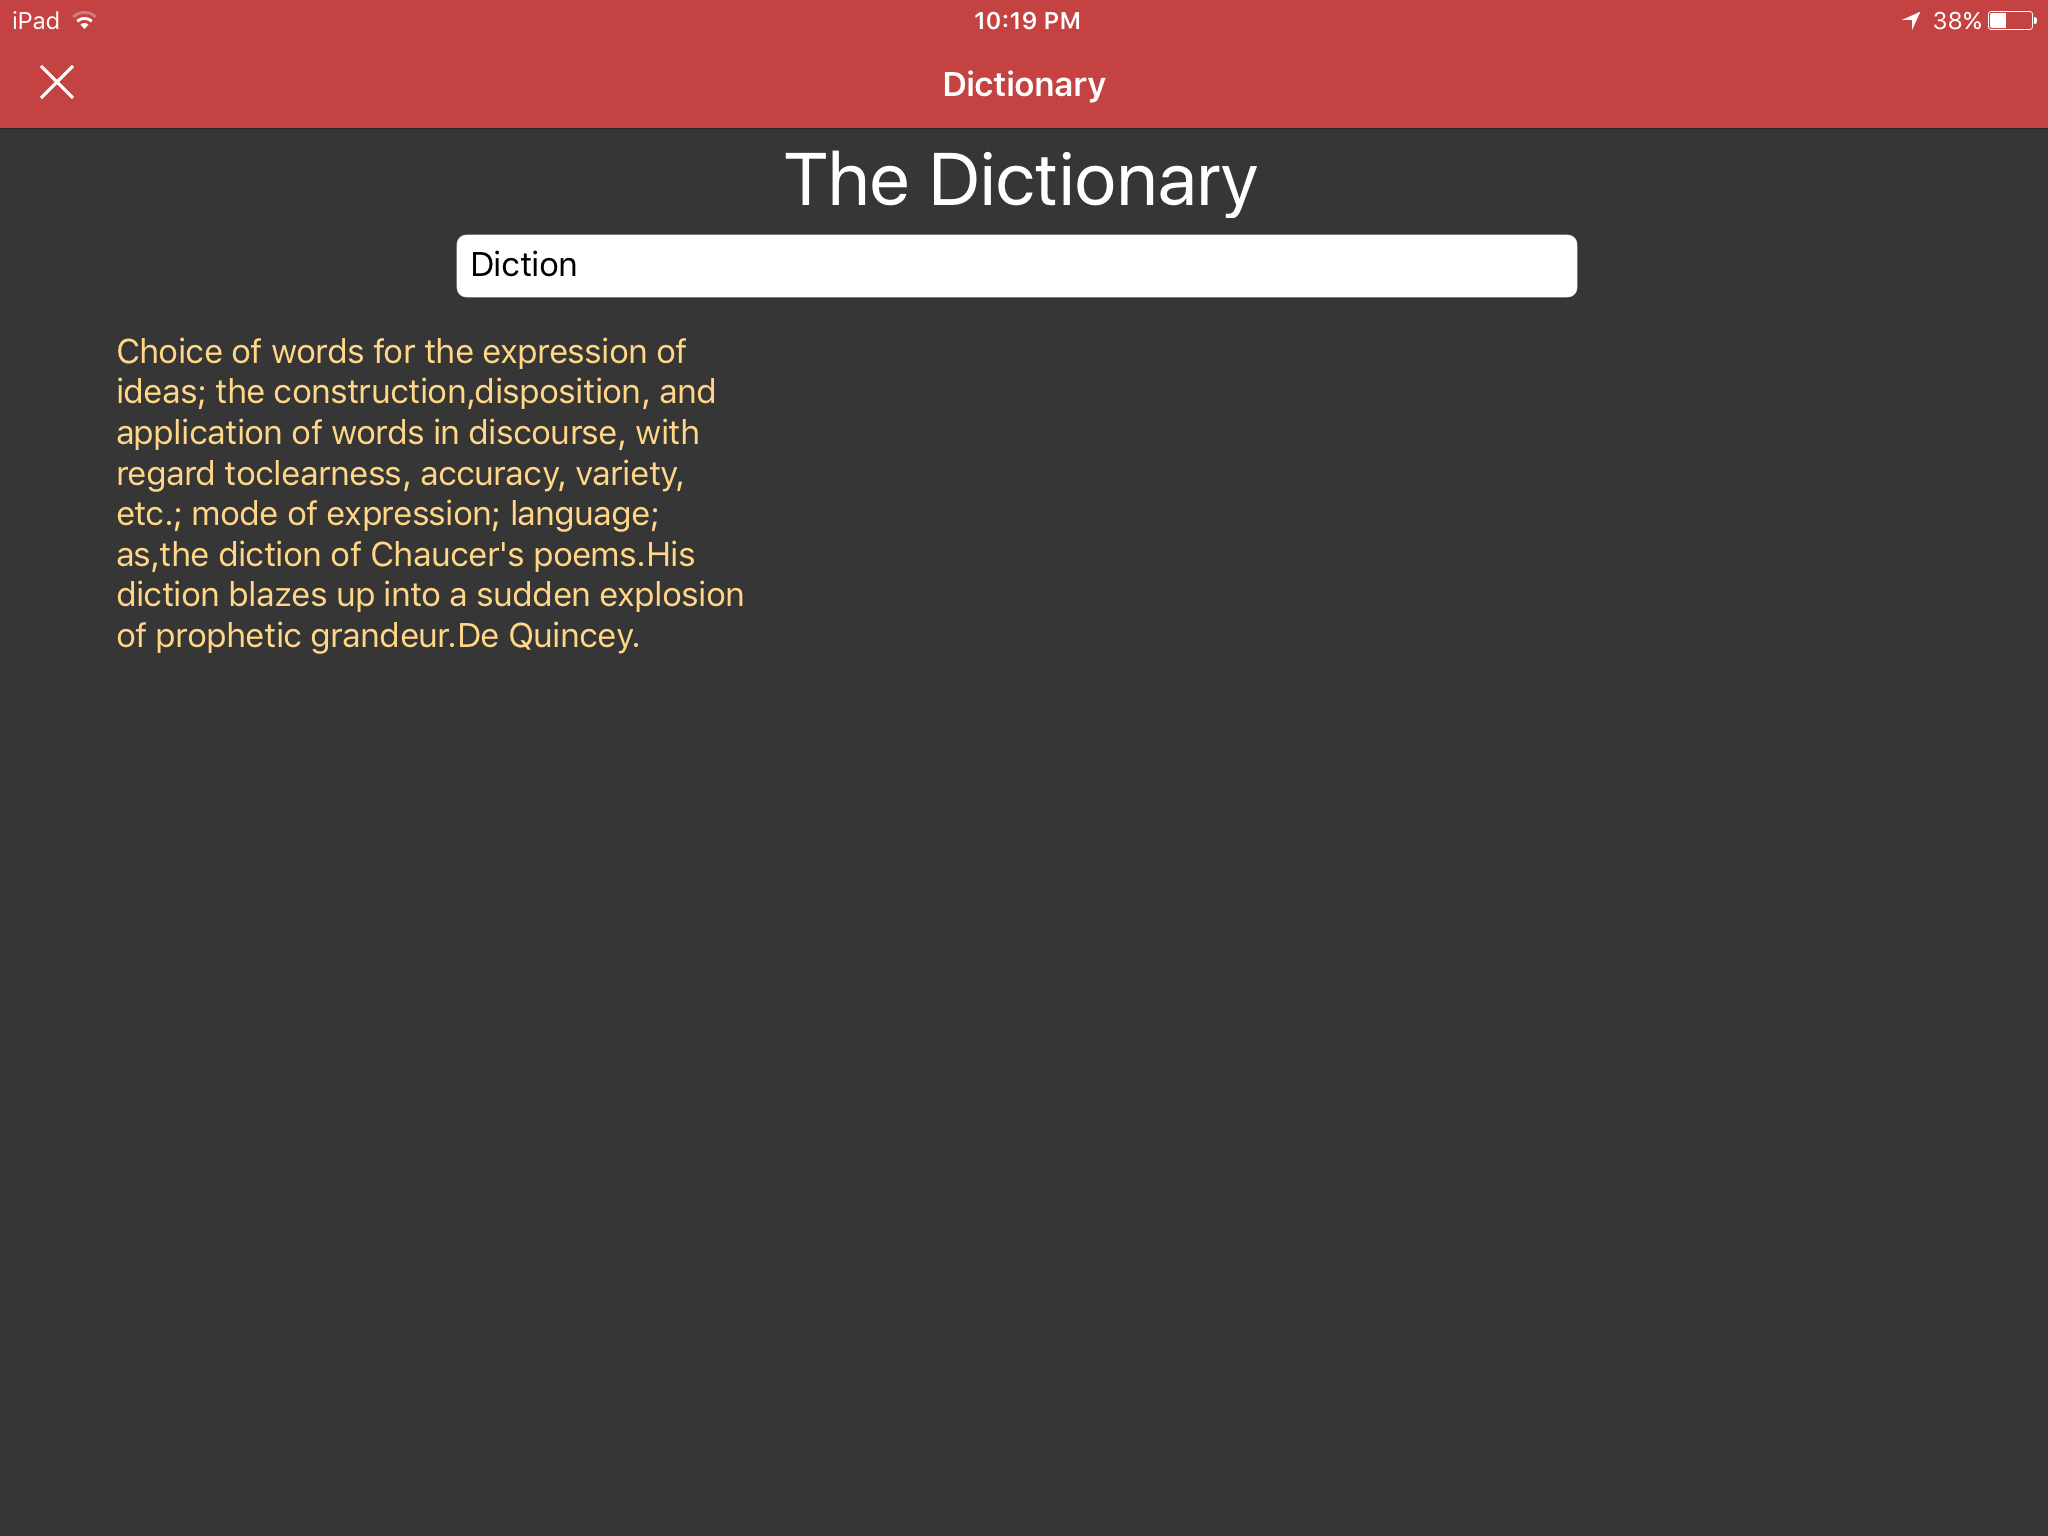 iPad
10:19 PM
38%
Dictionary
The Dictionary
Diction
Choice of words for the expression of
ideas; the construction,disposition, and
application of words in discourse, with
regard toclearness, accuracy, variety,
etc.; mode of expression; language;
as,the diction of Chaucer's poems.His
diction blazes up into a sudden explosion
of prophetic grandeur.De Quincey.